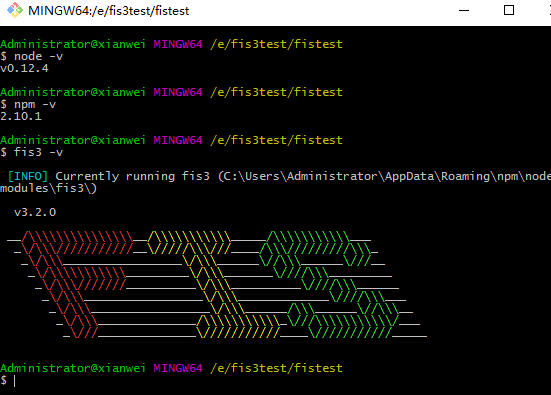 MINGW64:/e/fis3test/fistest
Administrator@xianwei MINGW64 /e/fis3test/fistest
$ node -v
v0.12.4
Administrator@xianwei MINGW64 /e/fis3test/fistest
$ npm -v
2.10.1
Administrator@xianwei MINGW64 /e/fis3test/fistest
$ fis3 -v
[INFO] Currently running fis3 (C:\Users\Administrator\AppData\Roaming\npm\node
modules\fis3\)
v3.2.0
Administrator@xianwei MINGW64 /e/fis3test/fistest
$